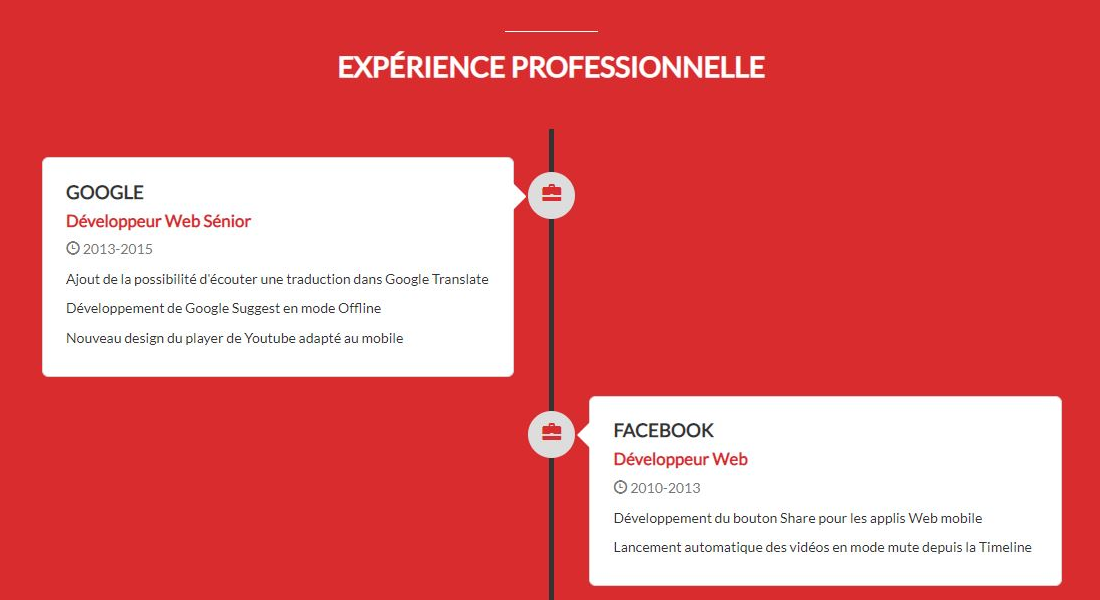 EXPÉRIENCE PROFESSIONNELLE
GOOGLE
Développeur Web Sénior
2013-2015
Ajout de la possibilité d'écouter une traduction dans Google Translate
Développement de Google Suggest en mode Offline
Nouveau design du player de Youtube adapté au mobile
FACEBOOK
Développeur Web
2010-2013
Développement du bouton Share pour les applis Web mobile
Lancement automatique des vidéos en mode mute depuis la Timeline